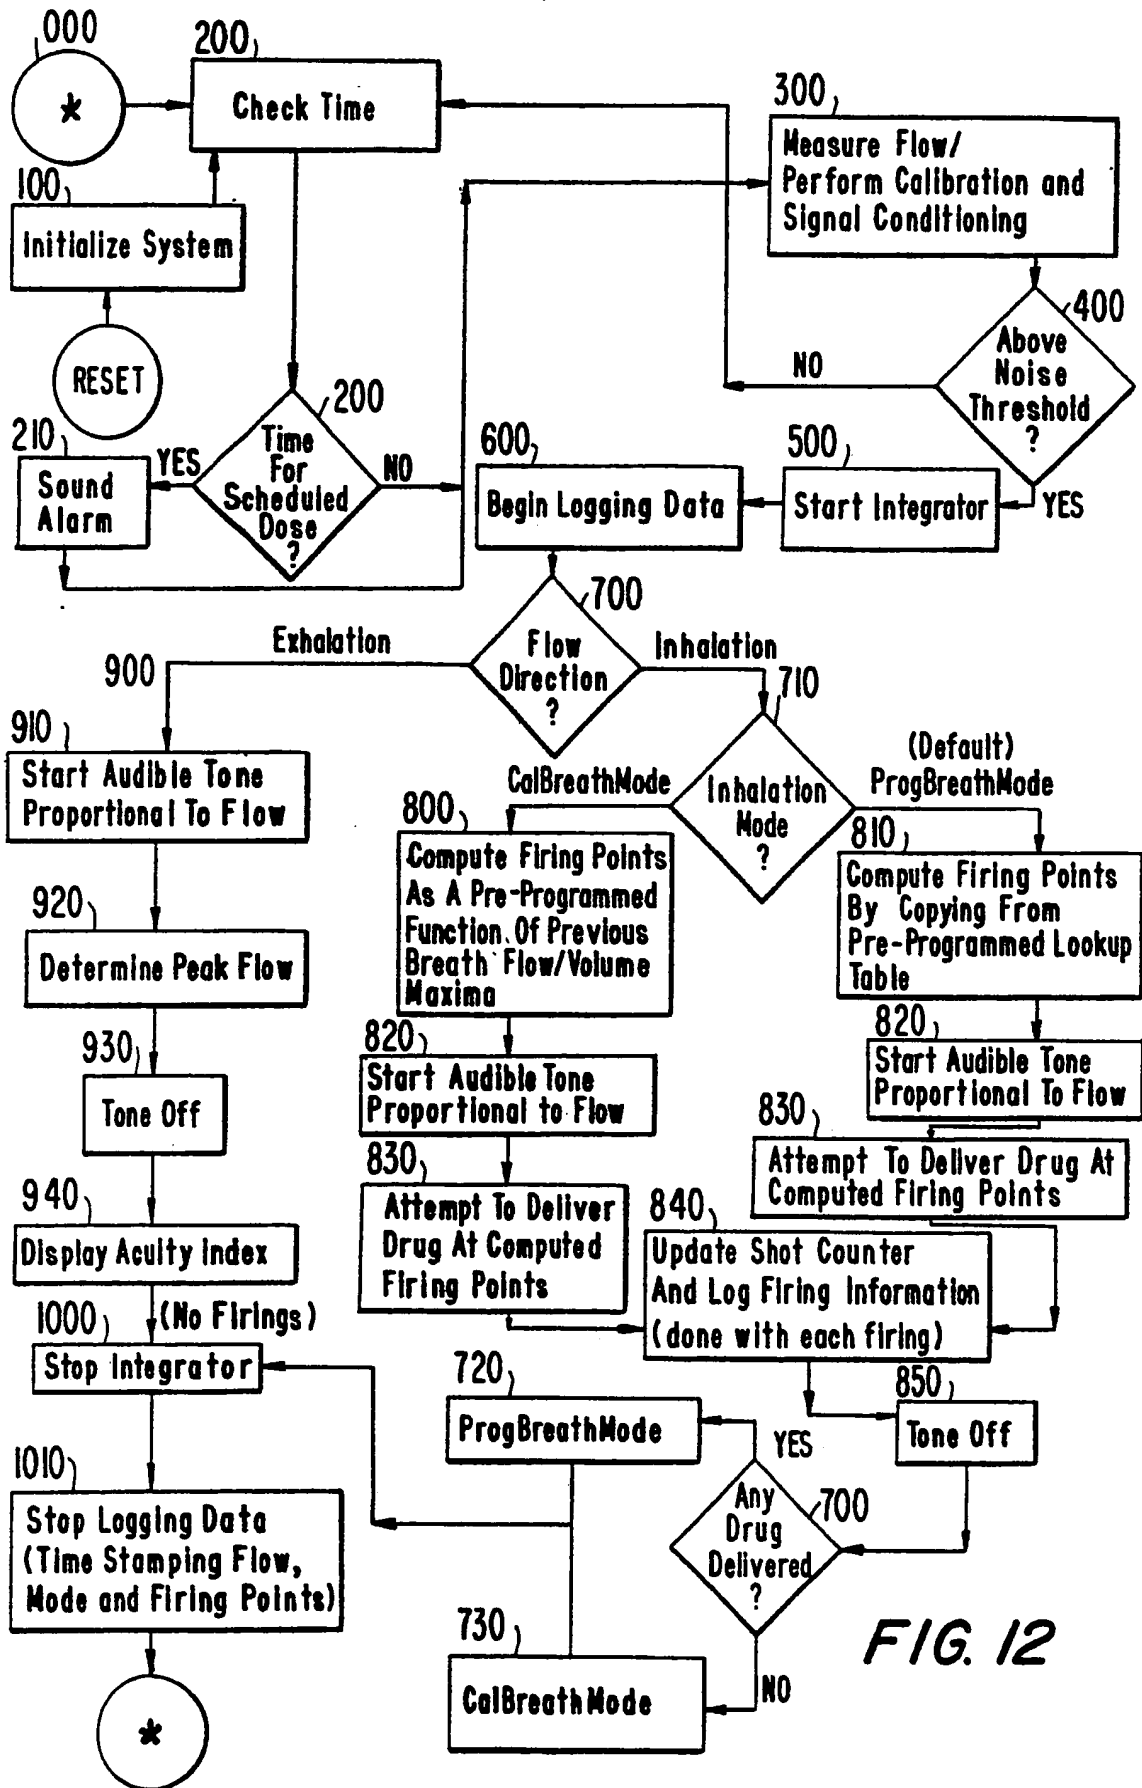 000
*
200
Check Time
300
Measure Flow/
Perform Calibration and
Signal Conditioning
100
Initialize System
RESET
400
Above
Noise
Threshold
?
NO
YES
200
Time
For
Scheduled
Dose
?
YES
NO
210
Sound
Alarm
600
Begin Logging Data
500
Start Integrator
700
Flow
Direction
?
Exhalation
Inhalation
900
710
Inhalation
Mode
?
CalBreathMode
(Default)
ProgBreathMode
910
Start Audible Tone
Proportional To Flow
800
Compute Firing Points
As A Pre-Programmed
Function. Of Previous
Breath Flow/Volume
Maxima
810
Compute Firing Points
By Copying From
Pre-Programmed Lookup
Table
920
Determine Peak Flow
820
Start Audible Tone
Proportional to Flow
820
Start Audible Tone
Proportional To Flow
930
Tone Off
830
Attempt To Deliver
Drug At Computed
Firing Points
830
Attempt To Deliver Drug At
Computed Firing Points
940
Display Acuity Index
(No Firings)
840
Update Shot Counter
And Log Firing Information
(done with each firing)
1000
Stop Integrator
850
Tone Off
720
ProgBreathMode
YES
700
Any
Drug
Delivered
?
NO
1010
Stop Logging Data
(Time Stamping Flow,
Mode and Firing Points)
730
CalBreathMode
*
FIG. 12